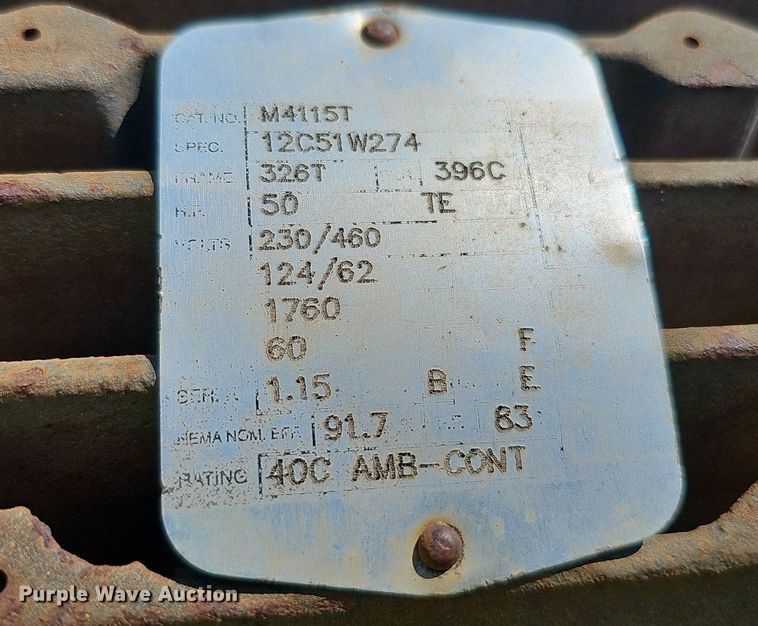 CAT. NO. M4115T
SPEC. 12C51W274
FRAME 326T 396C
H.P. 50 TE
VOLTS 230/460
124/62
1760
60 F
1.15 B E
NEMA NOM. EFF. 91.7 83
RATING 40C AMB-CONT
Purple Wave Auction